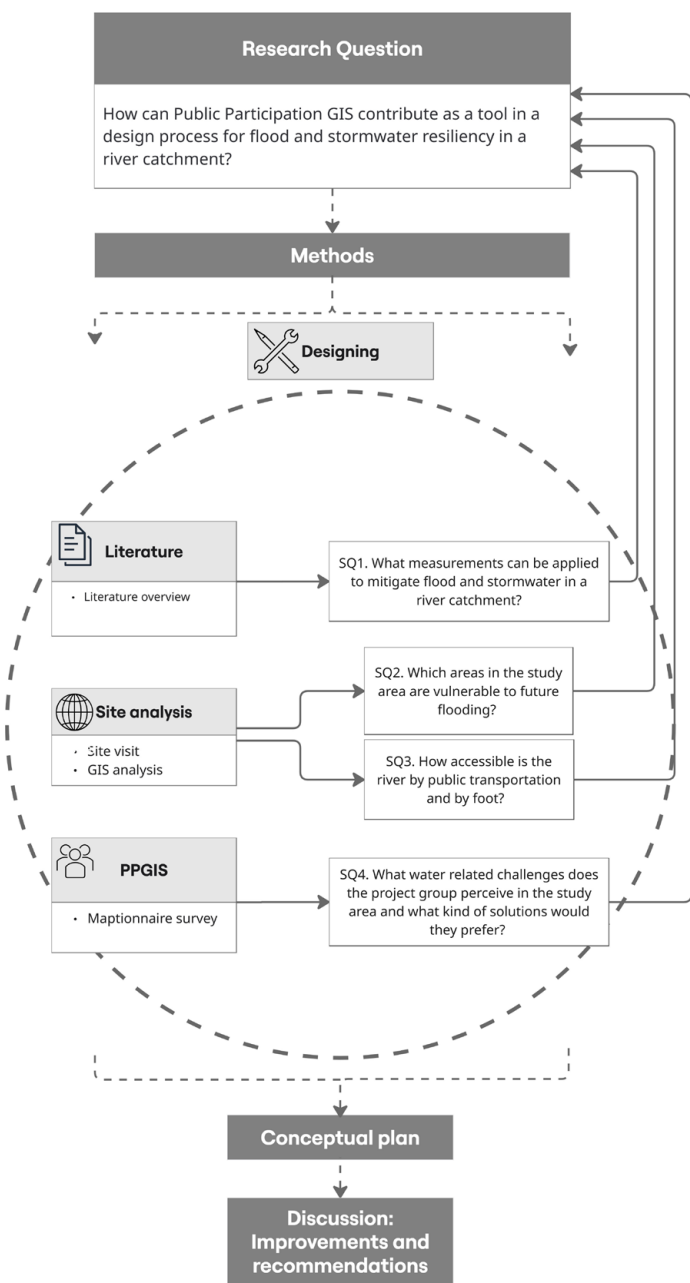 Research Question
How can Public Participation GIS contribute as a tool in a
design process for flood and stormwater resiliency in a
river catchment?
Methods
Designing
Literature
• Literature overview
SQ1. What measurements can be applied
to mitigate flood and stormwater in a
river catchment?
Site analysis
• Site visit
• GIS analysis
SQ2. Which areas in the study
area are vulnerable to future
flooding?
SQ3. How accessible is the
river by public transportation
and by foot?
PPGIS
• Maptionnaire survey
SQ4. What water related challenges does
the project group perceive in the study
area and what kind of solutions would
they prefer?
Conceptual plan
Discussion:
Improvements and
recommendations